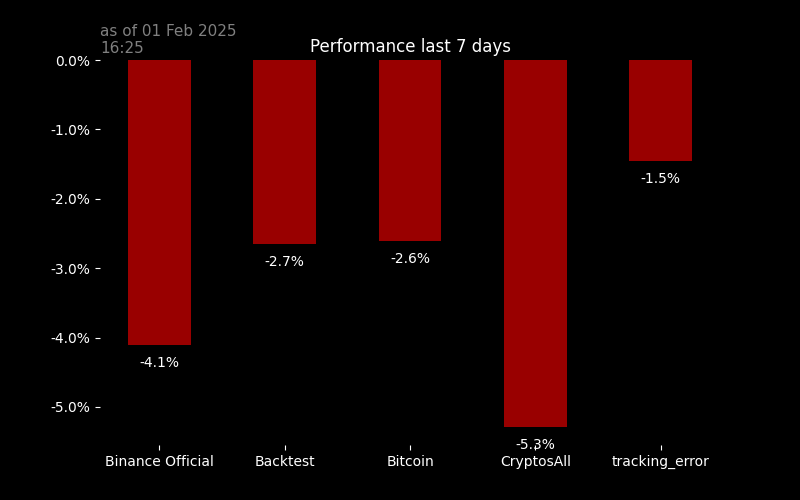 as of 01 Feb 2025
16:25
Performance last 7 days
0.0%
-1.0%
-2.0%
-3.0%
-4.0%
-5.0%
-4.1%
-2.7%
-2.6%
-5.3%
-1.5%
Binance Official
Backtest
Bitcoin
CryptosAll
tracking_error